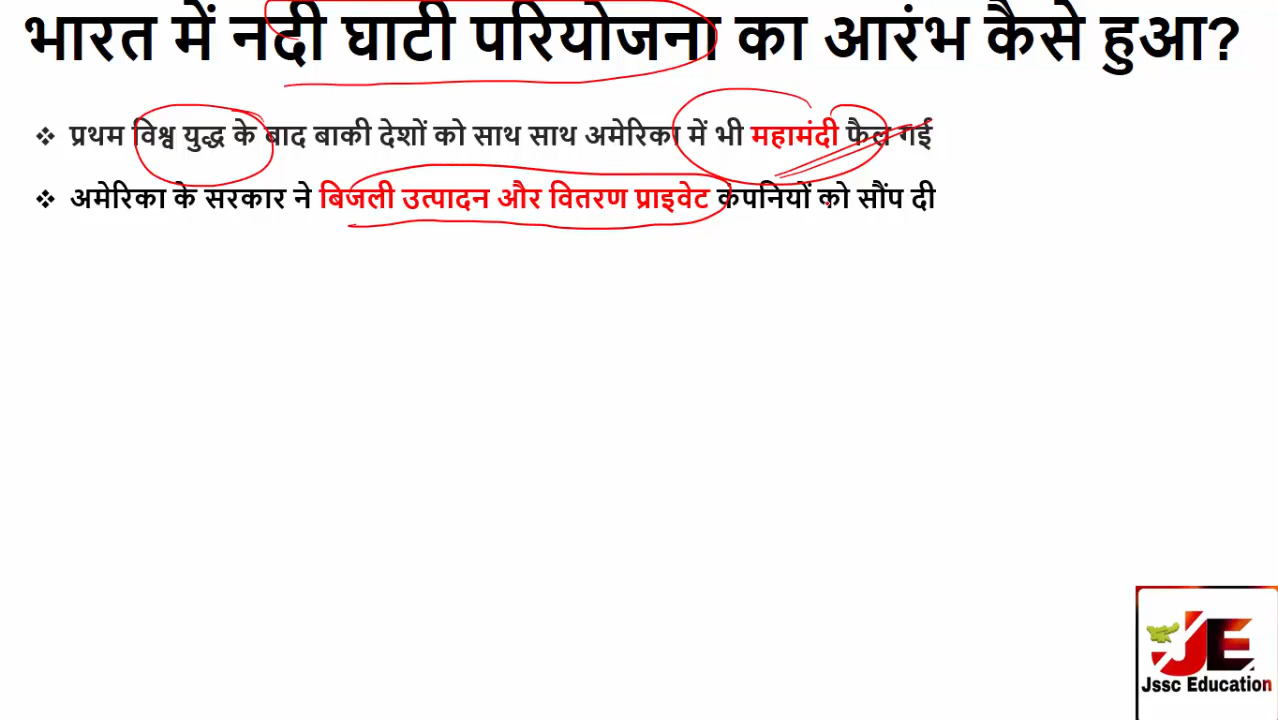 भारत में नदी घाटी परियोजना का आरंभ कैसे हुआ?
❖ प्रथम विश्व युद्ध के बाद बाकी देशों को साथ साथ अमेरिका में भी महामंदी फैल गई
❖ अमेरिका के सरकार ने बिजली उत्पादन और वितरण प्राइवेट कंपनियों को सौंप दी
JE
Jssc Education